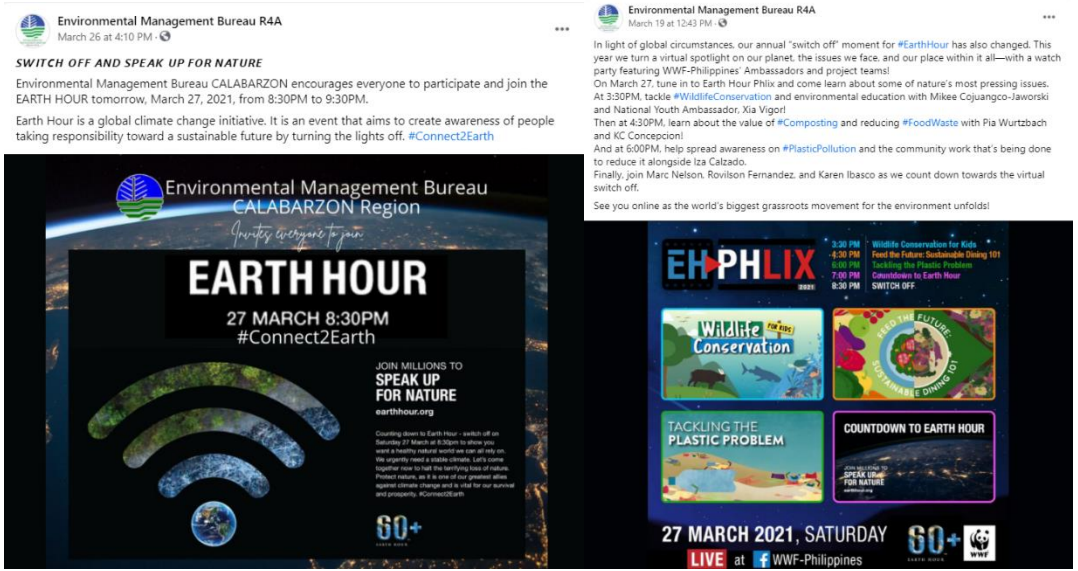 Environmental Management Bureau R4A
March 26 at 4:10 PM ·
SWITCH OFF AND SPEAK UP FOR NATURE
Environmental Management Bureau CALABARZON encourages everyone to participate and join the
EARTH HOUR tomorrow, March 27, 2021, from 8:30PM to 9:30PM.
Earth Hour is a global climate change initiative. It is an event that aims to create awareness of people
taking responsibility toward a sustainable future by turning the lights off. #Connect2Earth
Environmental Management Bureau
CALABARZON Region
Invites everyone to join
EARTH HOUR
27 MARCH 8:30PM
#Connect2Earth
JOIN MILLIONS TO
SPEAK UP
FOR NATURE
earthhour.org
Counting down to Earth Hour - switch off on
Saturday 27 March at 8:30pm to show you
want a healthy natural world we can all rely on.
We urgently need a stable climate. Let's come
together now to halt the terrifying loss of nature.
Protect nature, as it is one of our greatest allies
against climate change and is vital for our survival
and prosperity. #Connect2Earth
60+
EARTH HOUR
Environmental Management Bureau R4A
March 19 at 12:43 PM ·
In light of global circumstances, our annual "switch off" moment for #EarthHour has also changed. This
year we turn a virtual spotlight on our planet, the issues we face, and our place within it all—with a watch
party featuring WWF-Philippines' Ambassadors and project teams!
On March 27, tune in to Earth Hour Phlix and come learn about some of nature's most pressing issues.
At 3:30PM, tackle #WildlifeConservation and environmental education with Mikee Cojuangco-Jaworski
and National Youth Ambassador, Xia Vigor!
Then at 4:30PM, learn about the value of #Composting and reducing #FoodWaste with Pia Wurtzbach
and KC Concepcion!
And at 6:00PM, help spread awareness on #PlasticPollution and the community work that's being done
to reduce it alongside Iza Calzado.
Finally, join Marc Nelson, Rovilson Fernandez, and Karen Ibasco as we count down towards the virtual
switch off.
See you online as the world's biggest grassroots movement for the environment unfolds!
EH PHLIX
2021
3:30 PM Wildlife Conservation for Kids
4:30 PM Feed the Future: Sustainable Dining 101
6:00 PM Tackling the Plastic Problem
7:00 PM Countdown to Earth Hour
8:30 PM SWITCH OFF
Wildlife FOR KIDS
Conservation
FEED THE FUTURE:
SUSTAINABLE DINING 101
TACKLING THE
PLASTIC PROBLEM
COUNTDOWN TO EARTH HOUR
JOIN MILLIONS TO
SPEAK UP
FOR NATURE
earthhour.org
27 MARCH 2021, SATURDAY
LIVE at f WWF-Philippines
60+
EARTH HOUR
WWF